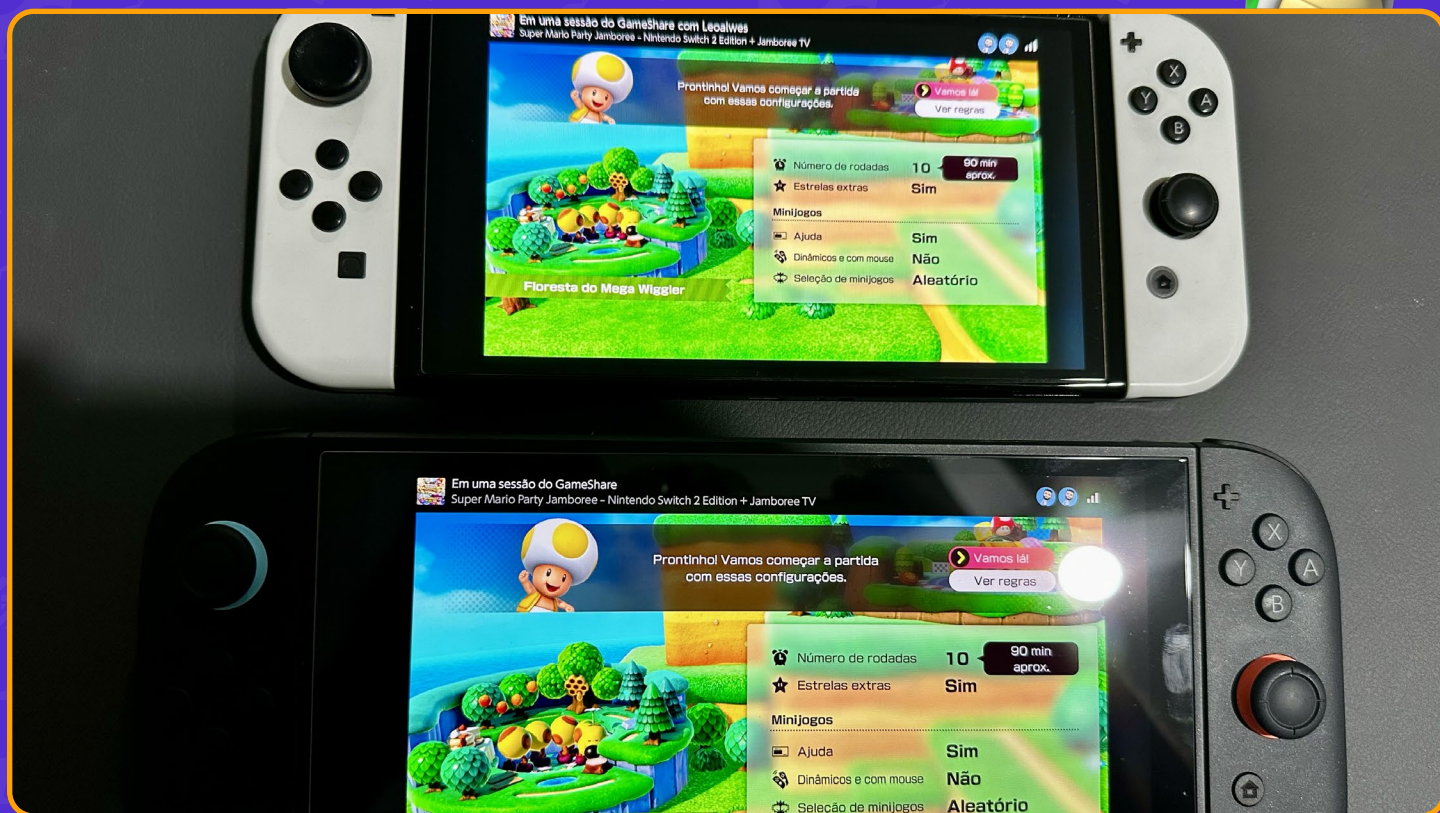 Em uma sessão do GameShare com Leoalwes
Super Mario Party Jamboree - Nintendo Switch 2 Edition + Jamboree TV
Prontinho! Vamos começar a partida
com essas configurações.
Vamos lá!
Ver regras
Número de rodadas 10 90 min
aprox.
Estrelas extras Sim
Minijogos
Ajuda Sim
Dinâmicos e com mouse Não
Seleção de minijogos Aleatório
Floresta do Mega Wiggler
X
Y A
B
Em uma sessão do GameShare
Super Mario Party Jamboree – Nintendo Switch 2 Edition + Jamboree TV
Prontinho! Vamos começar a partida
com essas configurações.
Vamos lá!
Ver regras
Número de rodadas 10 90 min
aprox.
Estrelas extras Sim
Minijogos
Ajuda Sim
Dinâmicos e com mouse Não
Seleção de minijogos Aleatório
X
Y A
B